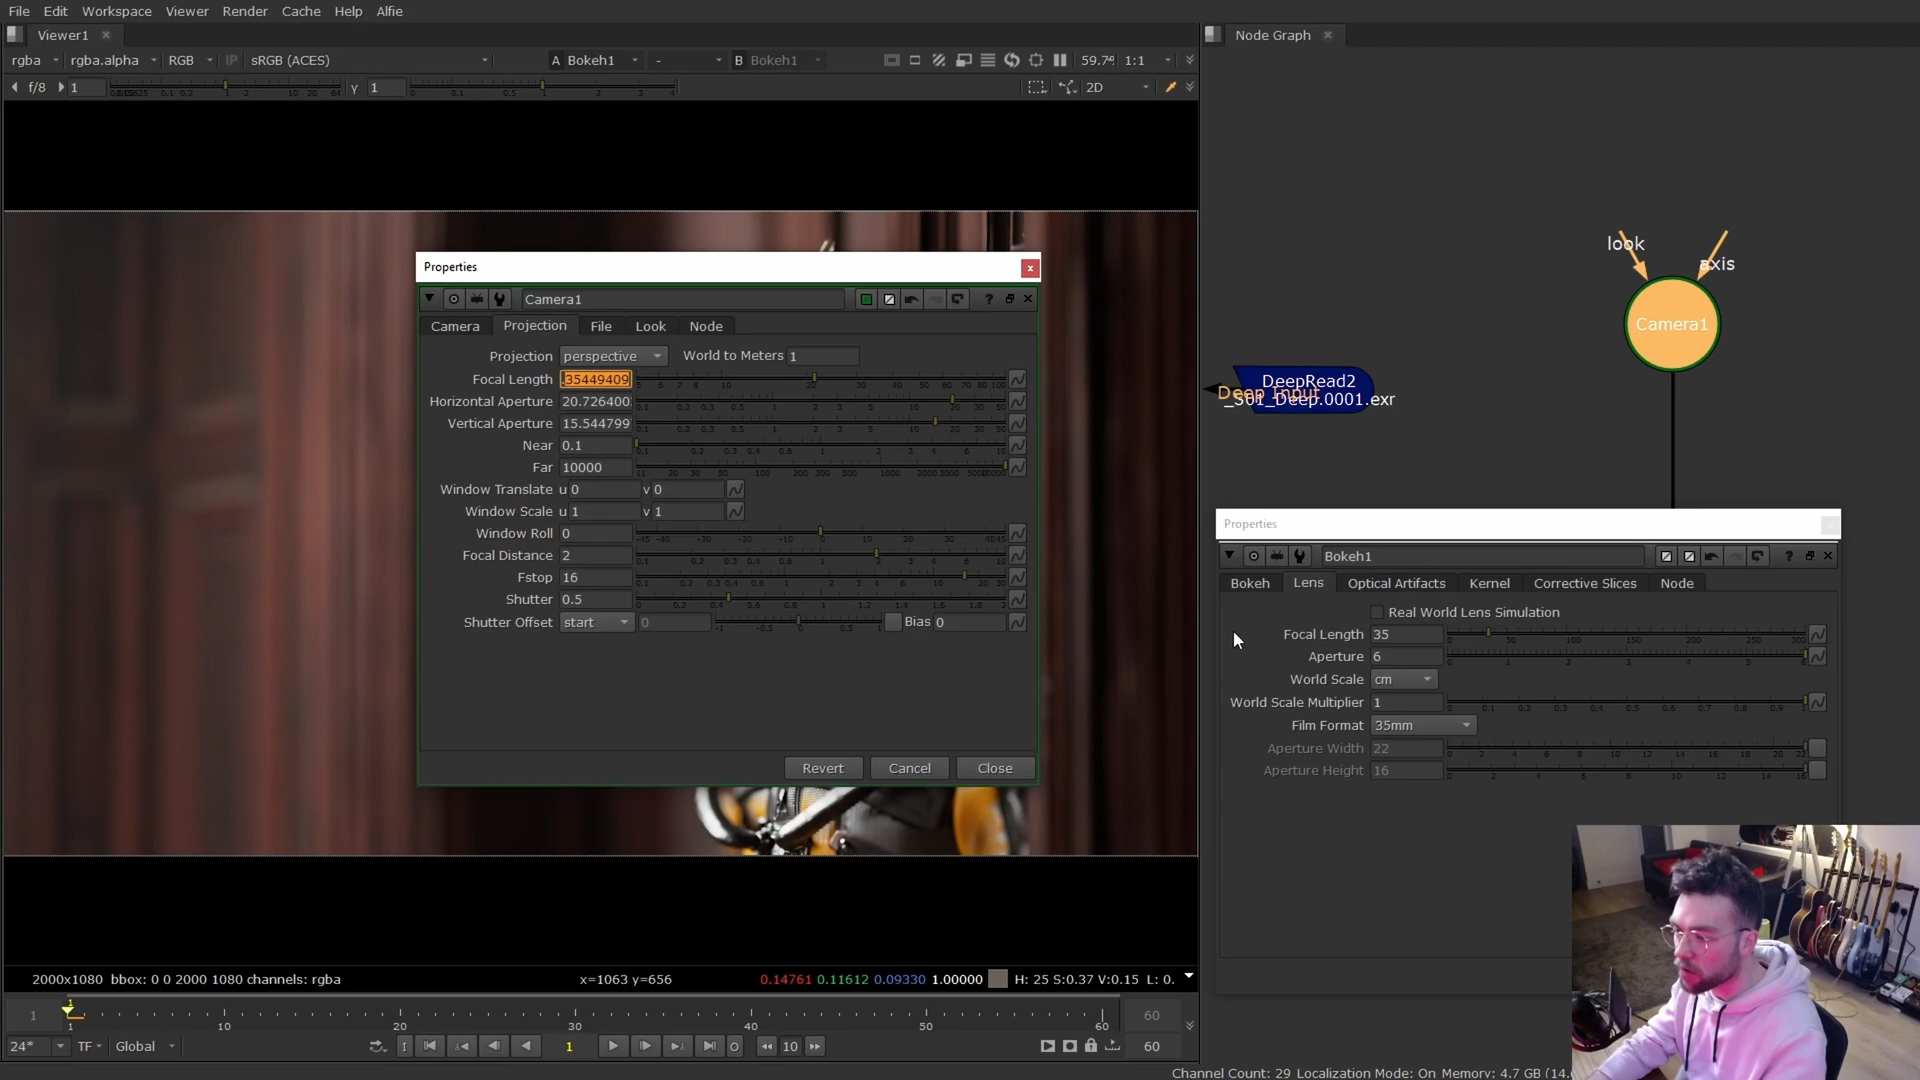 File Edit Workspace Viewer Render Cache Help Alfie
Viewer1
Node Graph
rgba rgba.alpha RGB IP sRGB (ACES) A Bokeh1 - B Bokeh1 1:1
f/8 1 Y 1 2D
Properties
Camera1
Camera Projection File Look Node
Projection perspective World to Meters 1
Focal Length .35449409
Horizontal Aperture 20.726400
Vertical Aperture 15.544799
Near 0.1
Far 10000
Window Translate u 0 v 0
Window Scale u 1 v 1
Window Roll 0
Focal Distance 2
Fstop 16
Shutter 0.5
Shutter Offset start 0 Bias 0
Revert Cancel Close
look
axis
Camera1
DeepRead2
Deep Input
_S01_Deep.0001.exr
Properties
Bokeh1
Bokeh Lens Optical Artifacts Kernel Corrective Slices Node
Real World Lens Simulation
Focal Length 35
Aperture 6
World Scale cm
World Scale Multiplier 1
Film Format 35mm
Aperture Width 22
Aperture Height 16
2000x1080 bbox: 0 0 2000 1080 channels: rgba x=1063 y=656 0.14761 0.11612 0.09330 1.00000 H: 25 S:0.37 V:0.15 L: 0.
1 1 60
1 10 20 30 40 50 60
24* TF Global I 1 O 10 60
Channel Count: 29 Localization Mode: On Memory: 4.7 GB (14.